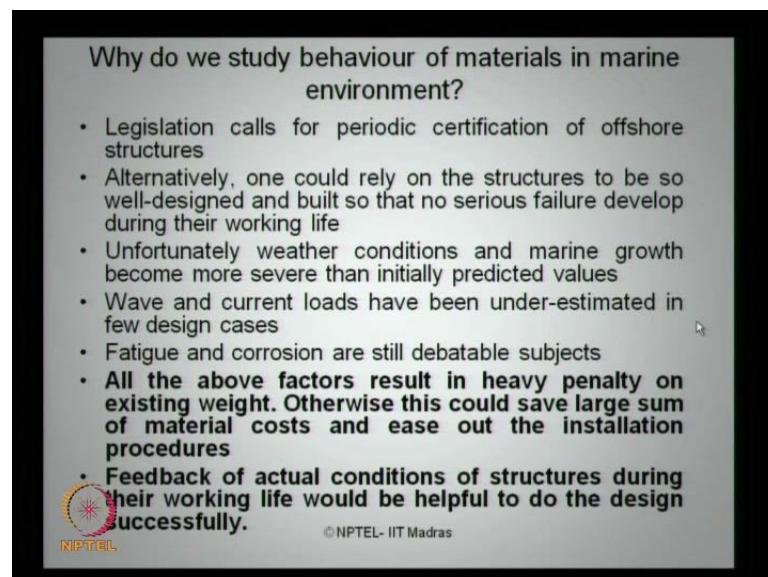 Why do we study behaviour of materials in marine
environment?
• Legislation calls for periodic certification of offshore
structures
• Alternatively, one could rely on the structures to be so
well-designed and built so that no serious failure develop
during their working life
• Unfortunately weather conditions and marine growth
become more severe than initially predicted values
• Wave and current loads have been under-estimated in
few design cases
• Fatigue and corrosion are still debatable subjects
• All the above factors result in heavy penalty on
existing weight. Otherwise this could save large sum
of material costs and ease out the installation
procedures
• Feedback of actual conditions of structures during
their working life would be helpful to do the design
successfully.
©NPTEL- IIT Madras
NPTEL